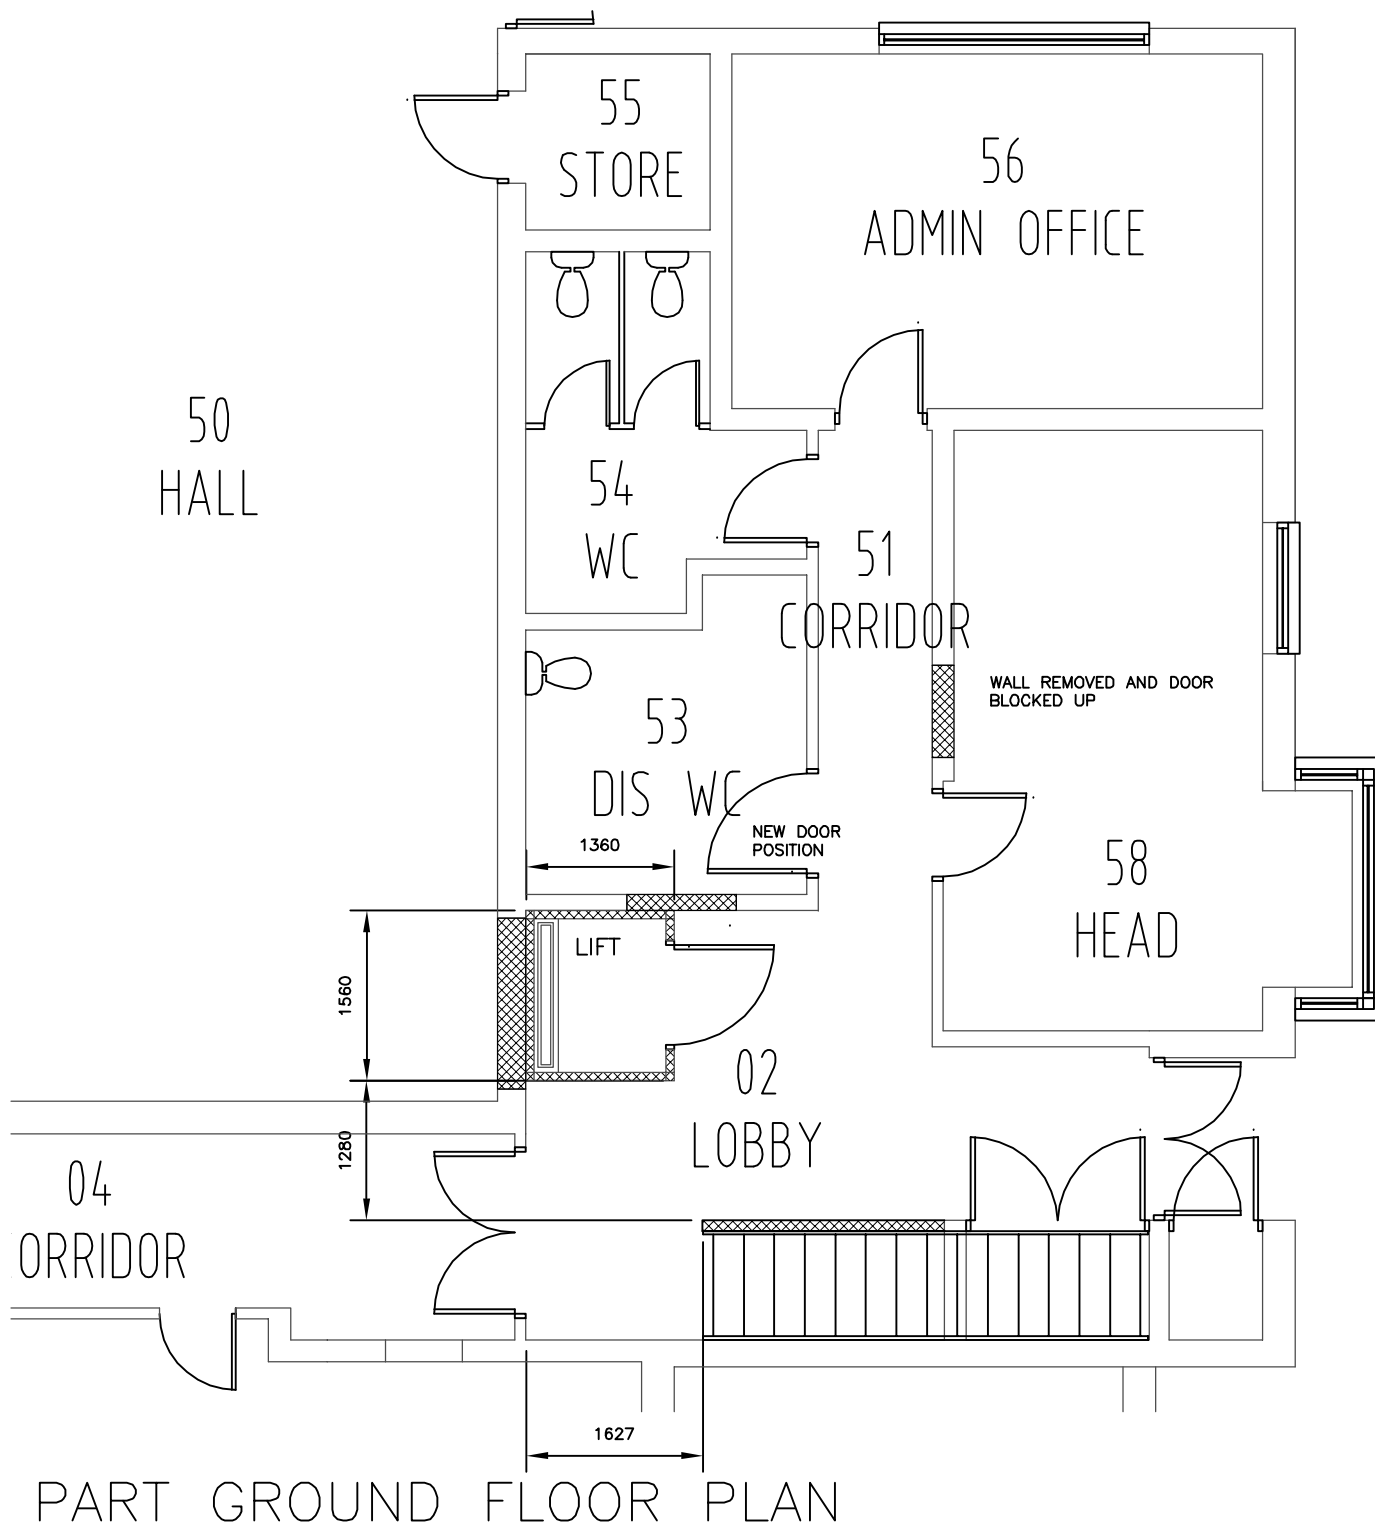 55
STORE
56
ADMIN OFFICE
50
HALL
54
WC
51
CORRIDOR
WALL REMOVED AND DOOR
BLOCKED UP
53
DIS WC
NEW DOOR
POSITION
1360
58
HEAD
LIFT
1560
02
LOBBY
1280
04
ORRIDOR
1627
PART GROUND FLOOR PLAN